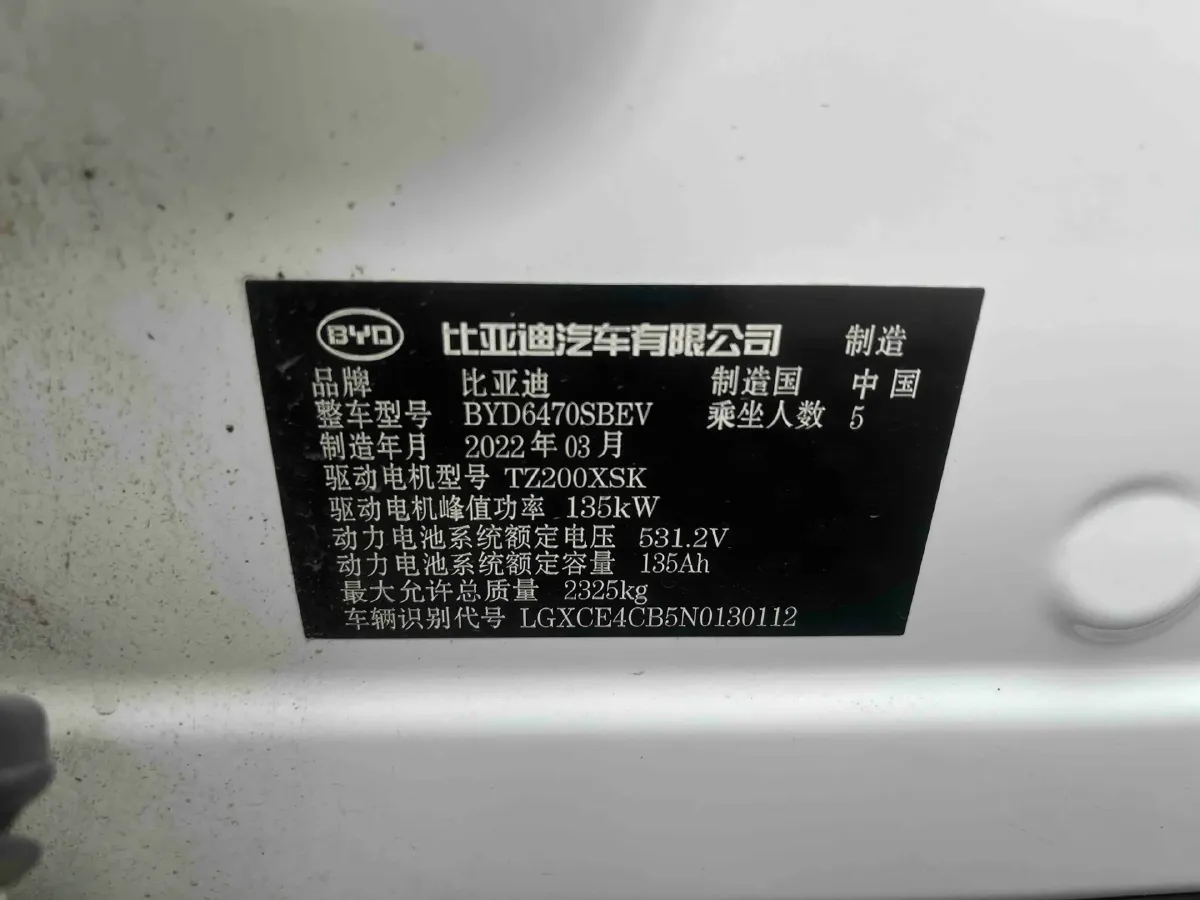 BYD 比亚迪汽车有限公司 制造
品牌 比亚迪 制造国 中国
整车型号 BYD6470SBEV 乘坐人数 5
制造年月 2022年03月
驱动电机型号 TZ200XSK
驱动电机峰值功率 135kW
动力电池系统额定电压 531.2V
动力电池系统额定容量 135Ah
最大允许总质量 2325kg
车辆识别代号 LGXCE4CB5N0130112